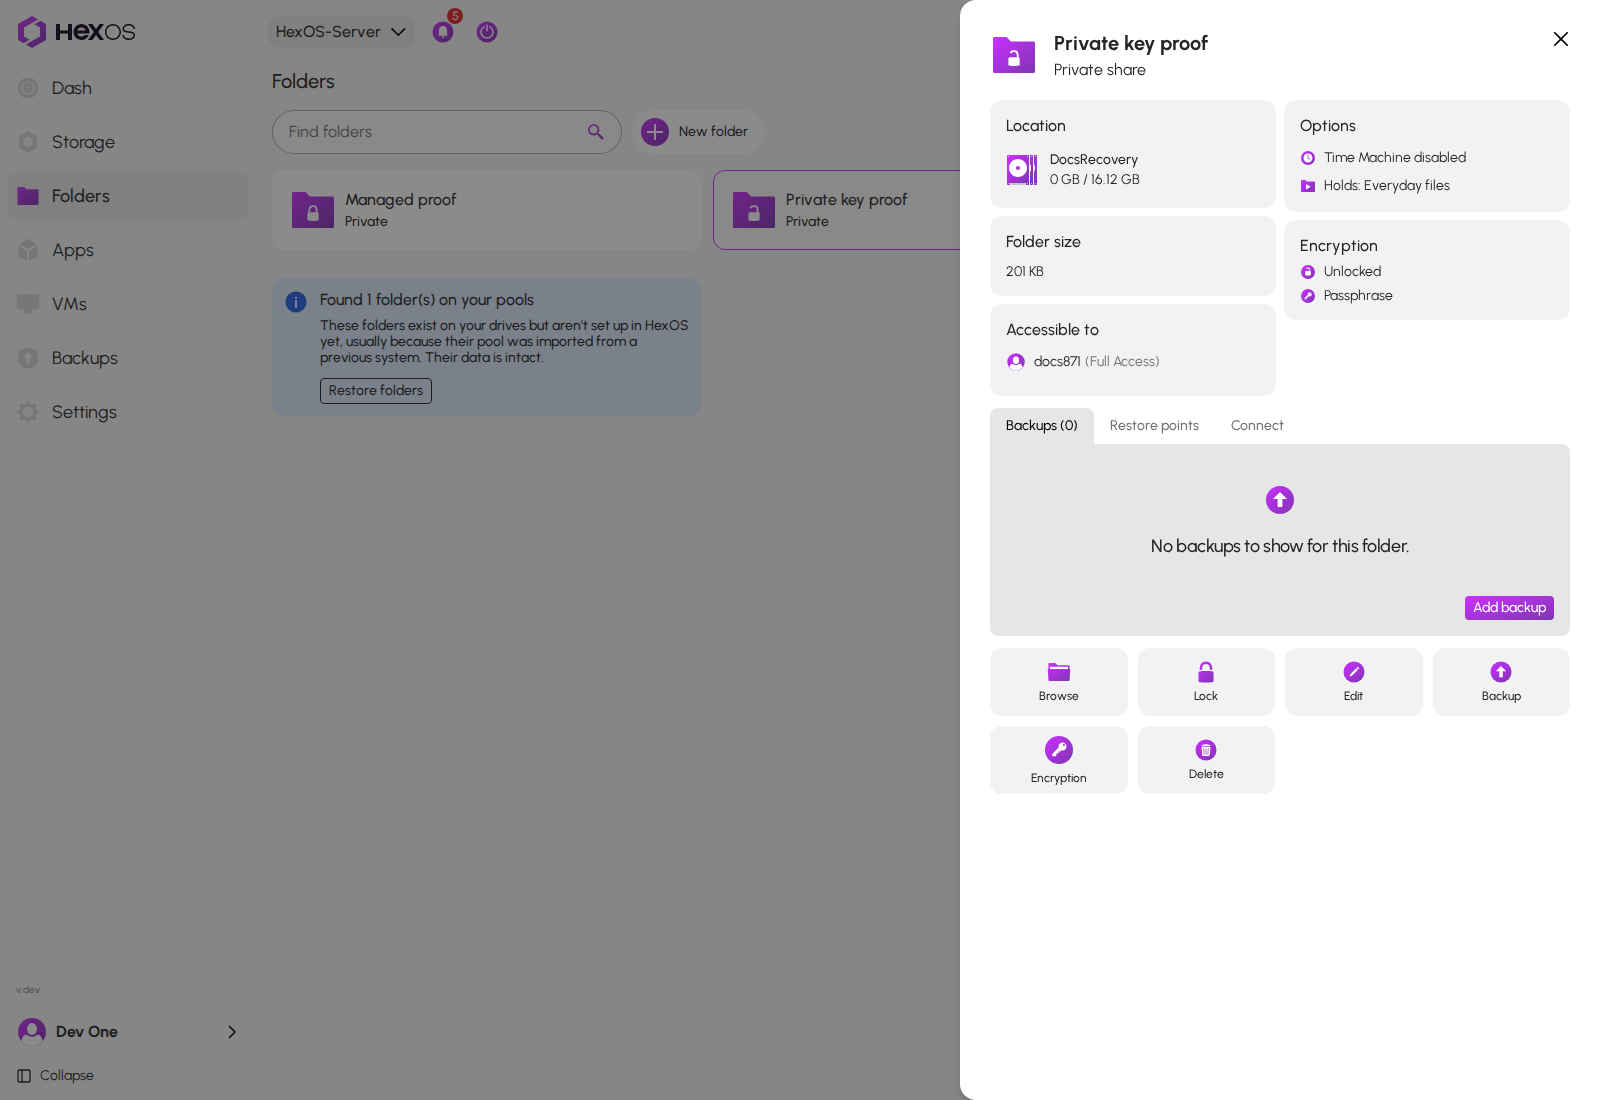 HexOS
HexOS-Server
5
Dash
Storage
Folders
Apps
VMs
Backups
Settings
v.dev
Dev One
Collapse
Folders
Find folders
New folder
Managed proof
Private
Private key proof
Private
Found 1 folder(s) on your pools
These folders exist on your drives but aren't set up in HexOS
yet, usually because their pool was imported from a
previous system. Their data is intact.
Restore folders
Private key proof
Private share
Location
DocsRecovery
0 GB / 16.12 GB
Folder size
201 KB
Accessible to
docs871 (Full Access)
Options
Time Machine disabled
Holds: Everyday files
Encryption
Unlocked
Passphrase
Backups (0)
Restore points
Connect
No backups to show for this folder.
Add backup
Browse
Lock
Edit
Backup
Encryption
Delete